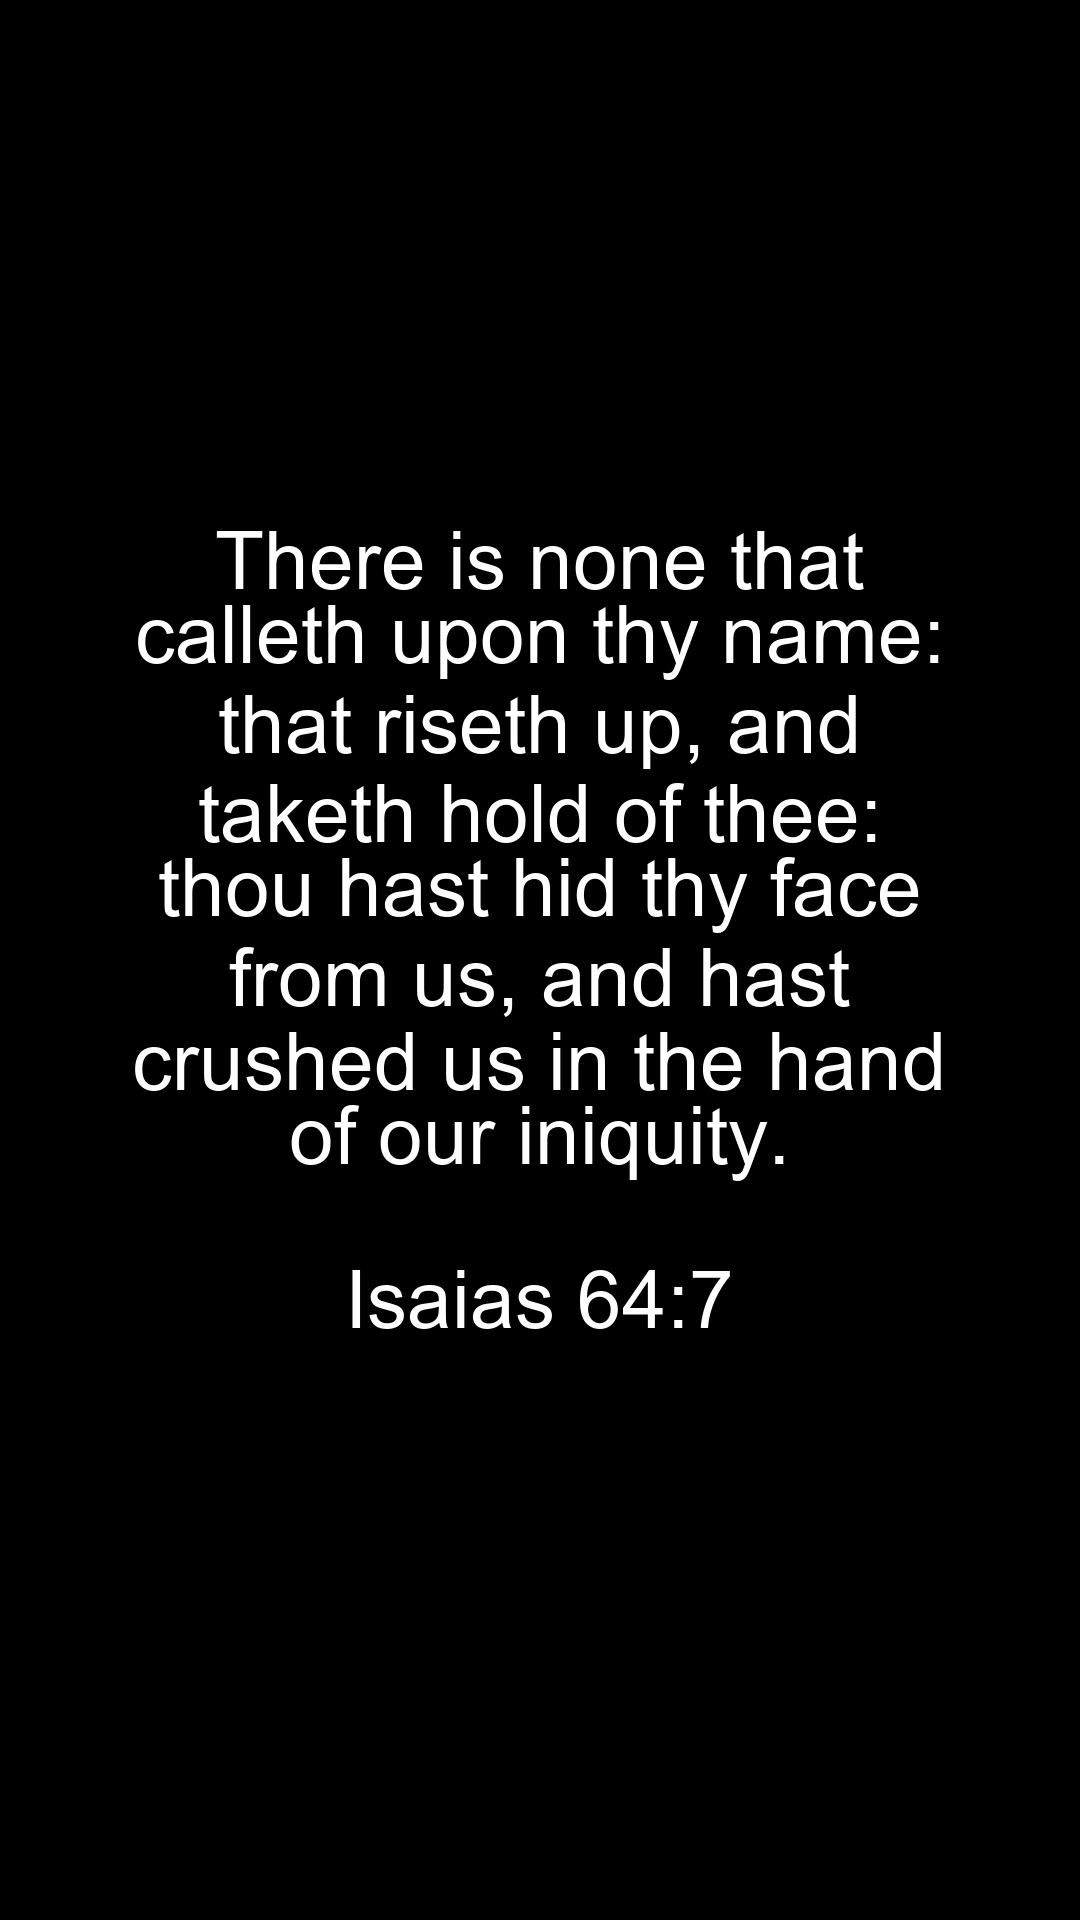 There is none that
calleth upon thy name:
that riseth up, and
taketh hold of thee:
thou hast hid thy face
from us, and hast
crushed us in the hand
of our iniquity.
Isaias 64:7